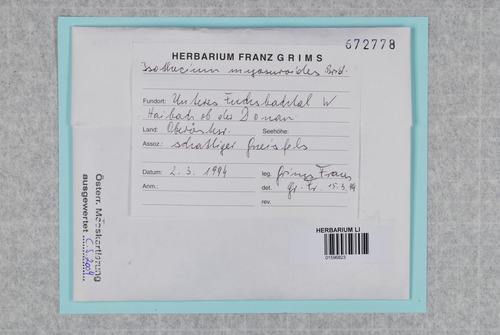 672778
HERBARIUM FRANZ GRIMS
Isothecium myosuroides Brid.
Fundort: Unteres Fuchsbachtal W
Haibach ob der Donau
Land: Oberösterr. Seehöhe:
Assoz.: schattiger Gneisfels
Datum: 2.3.1994 leg. Grims Franz
Anm.: det. Gr. Fr. 15.3.94
rev.
HERBARIUM LI
01596823
Österr. Mooskartierung
ausgewertet